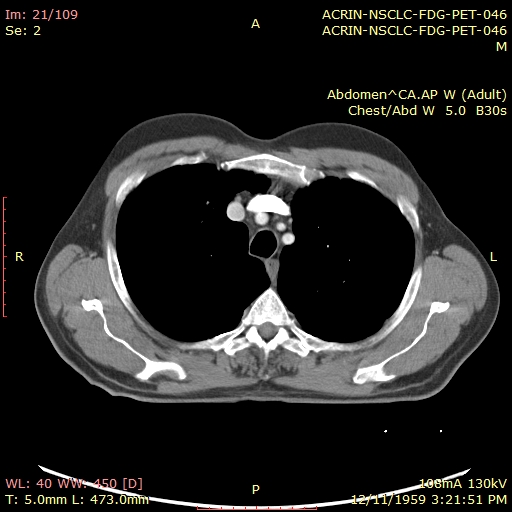 Im: 21/109
Se: 2
A
ACRIN-NSCLC-FDG-PET-046
ACRIN-NSCLC-FDG-PET-046
M
Abdomen^CA.AP W (Adult)
Chest/Abd W 5.0 B30s
R
L
WL: 40 WW: 450 [D]
T: 5.0mm L: 473.0mm
P
108mA 130kV
12/11/1959 3:21:51 PM